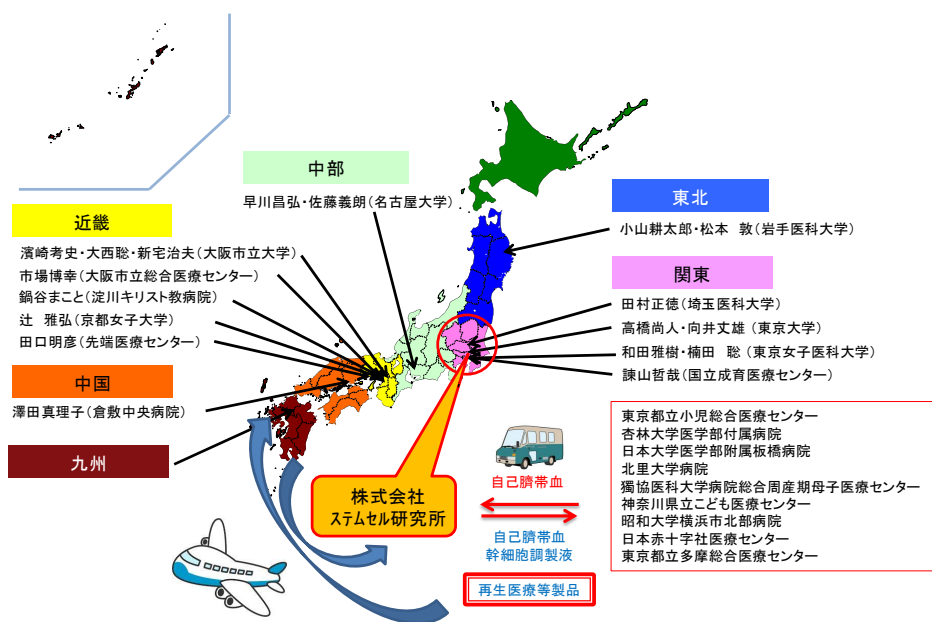 中部
早川昌弘・佐藤義朗(名古屋大学)
近畿
濱崎考史・大西聡・新宅治夫(大阪市立大学)
市場博幸(大阪市立総合医療センター)
鍋谷まこと(淀川キリスト教病院)
辻　雅弘(京都女子大学)
田口明彦(先端医療センター)
中国
澤田真理子(倉敷中央病院)
九州
東北
小山耕太郎・松本 敦(岩手医科大学)
関東
田村正徳(埼玉医科大学)
高橋尚人・向井丈雄(東京大学)
和田雅樹・楠田　聡(東京女子医科大学)
諫山哲哉(国立成育医療センター)
東京都立小児総合医療センター
杏林大学医学部付属病院
日本大学医学部附属板橋病院
北里大学病院
獨協医科大学病院総合周産期母子医療センター
神奈川県立こども医療センター
昭和大学横浜市北部病院
日本赤十字社医療センター
東京都立多摩総合医療センター
株式会社
ステムセル研究所
自己臍帯血
自己臍帯血
幹細胞調製液
再生医療等製品